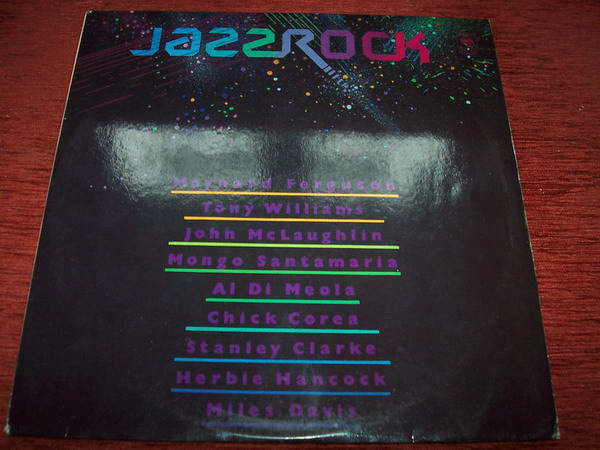 JAZZROCK
Maynard Ferguson
Tony Williams
John McLaughlin
Mongo Santamaria
Al Di Meola
Chick Corea
Stanley Clarke
Herbie Hancock
Miles Davis